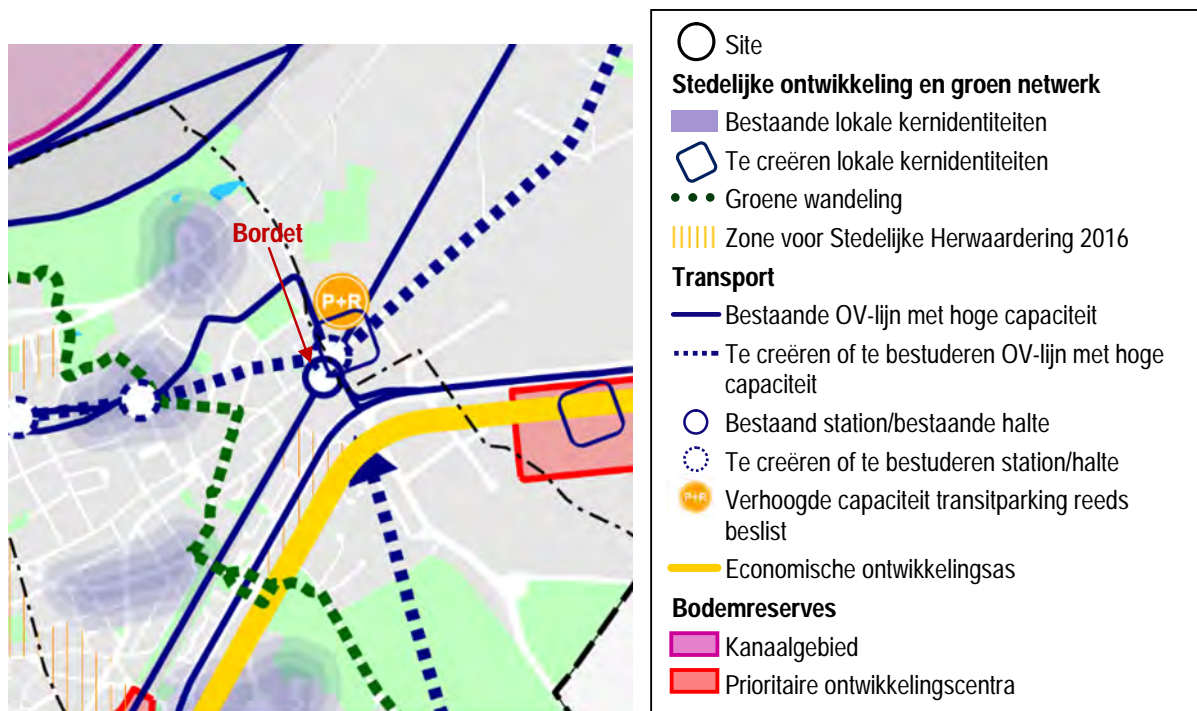 Bordet
P+R
Site
Stedelijke ontwikkeling en groen netwerk
Bestaande lokale kernidentiteiten
Te creëren lokale kernidentiteiten
Groene wandeling
Zone voor Stedelijke Herwaardering 2016
Transport
Bestaande OV-lijn met hoge capaciteit
Te creëren of te bestuderen OV-lijn met hoge
capaciteit
Bestaand station/bestaande halte
Te creëren of te bestuderen station/halte
P+R
Verhoogde capaciteit transitparking reeds
beslist
Economische ontwikkelingsas
Bodemreserves
Kanaalgebied
Prioritaire ontwikkelingscentra